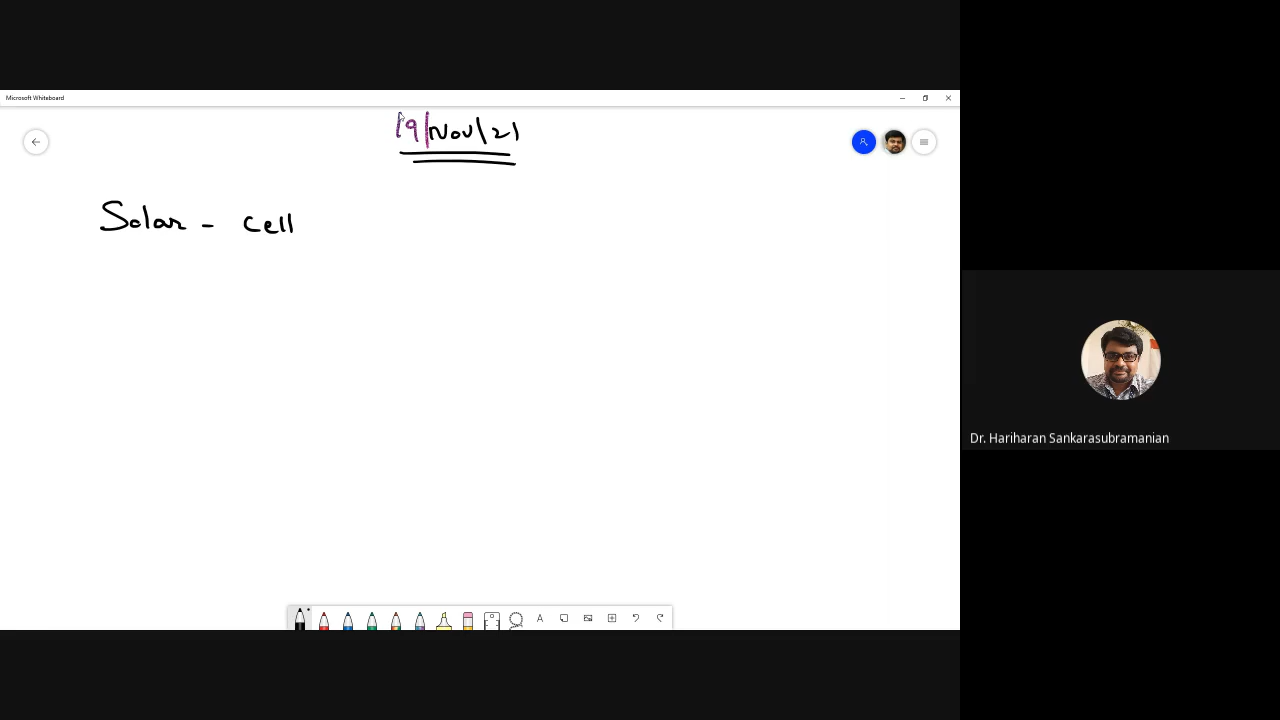 Microsoft Whiteboard
19/Nov/21
Solar - cell
A
Dr. Hariharan Sankarasubramanian